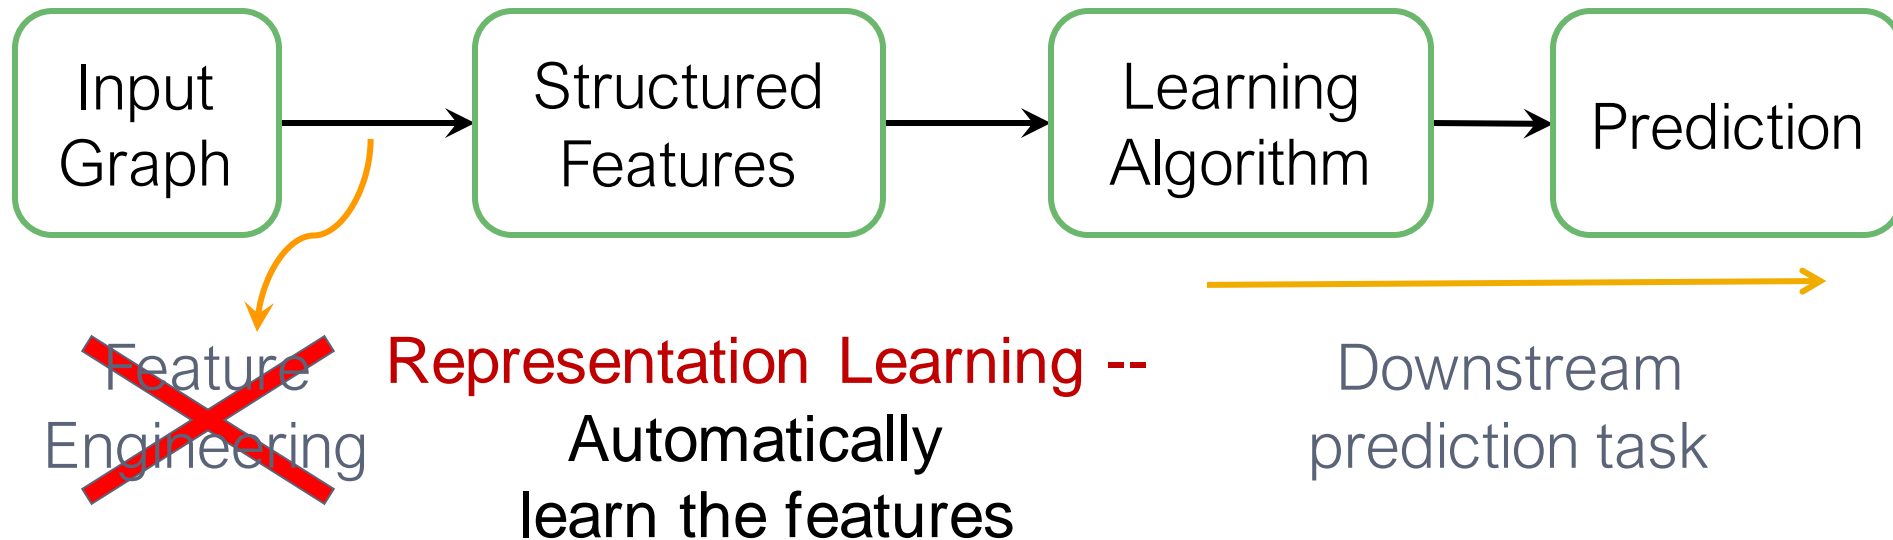 Input
Graph
Structured
Features
Learning
Algorithm
Prediction
Feature
Engineering
Representation Learning --
Automatically
learn the features
Downstream
prediction task